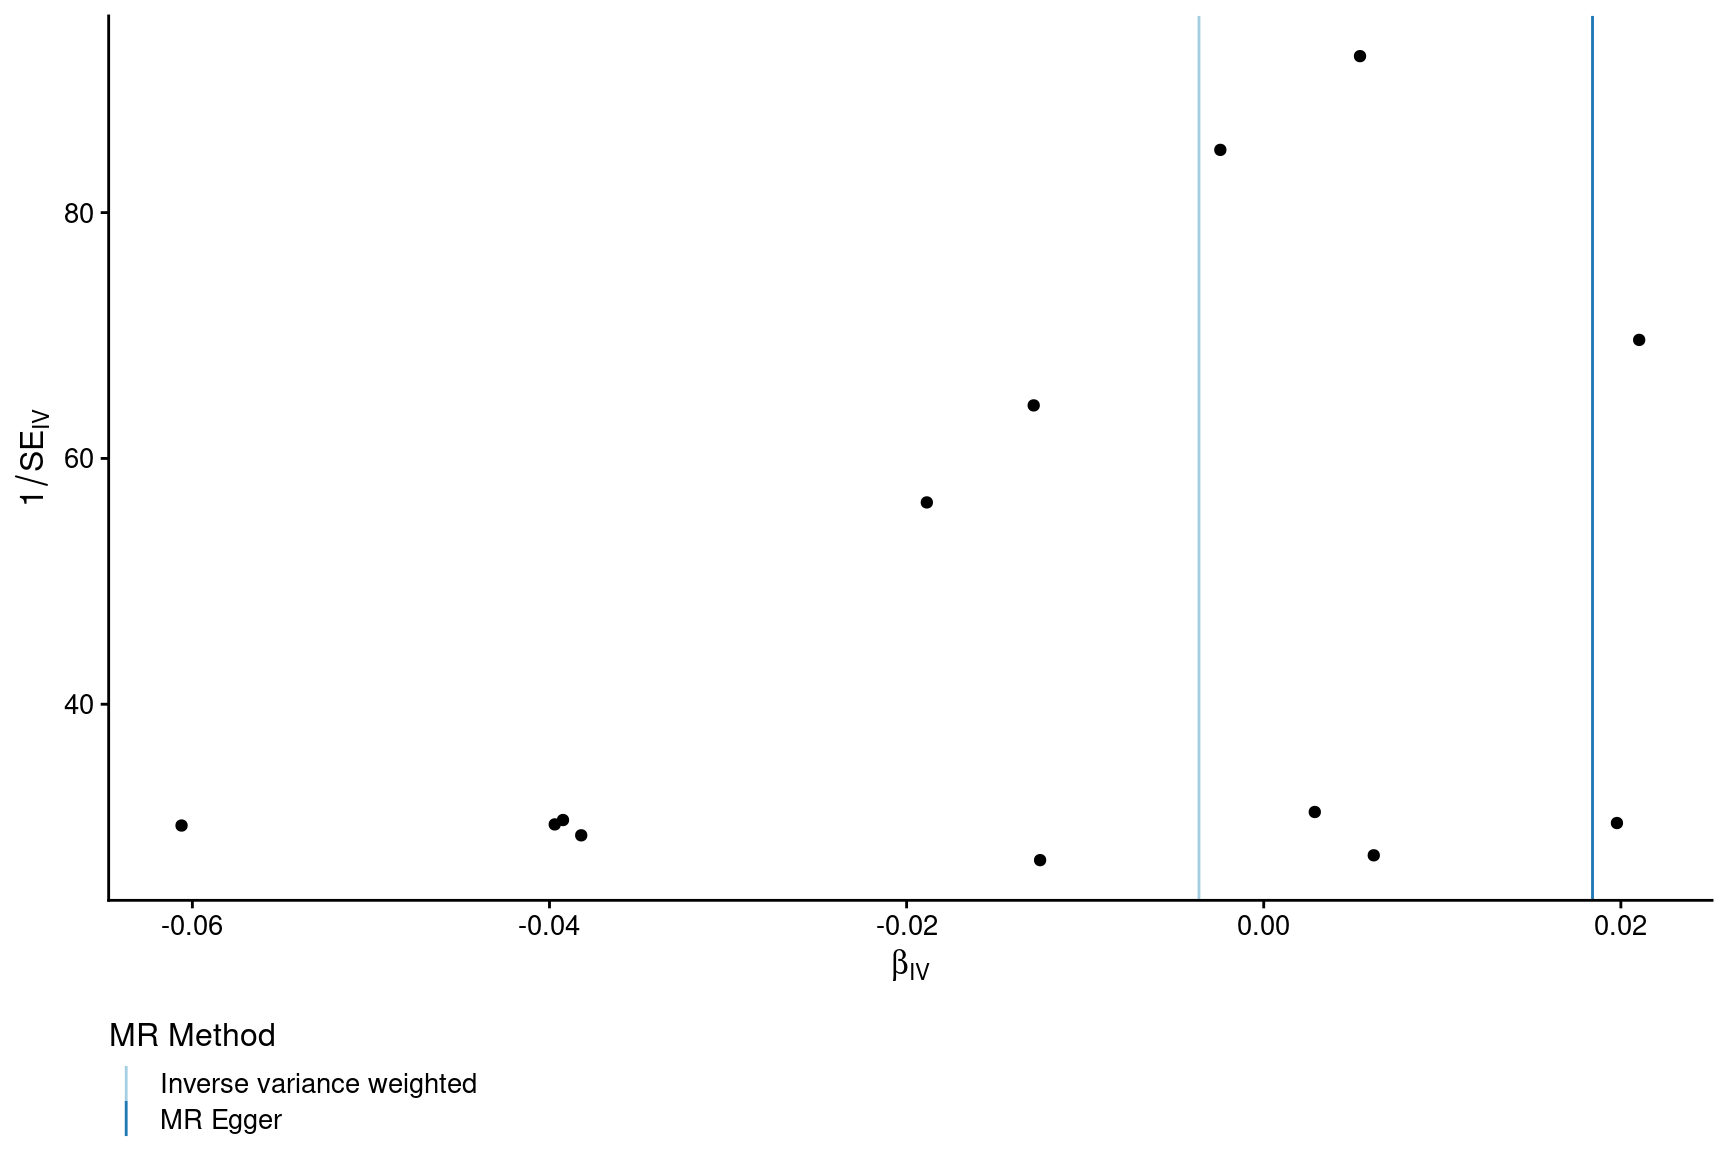 80
60
40
1/SE_IV
-0.06 -0.04 -0.02 0.00 0.02
β_IV
MR Method
Inverse variance weighted
MR Egger